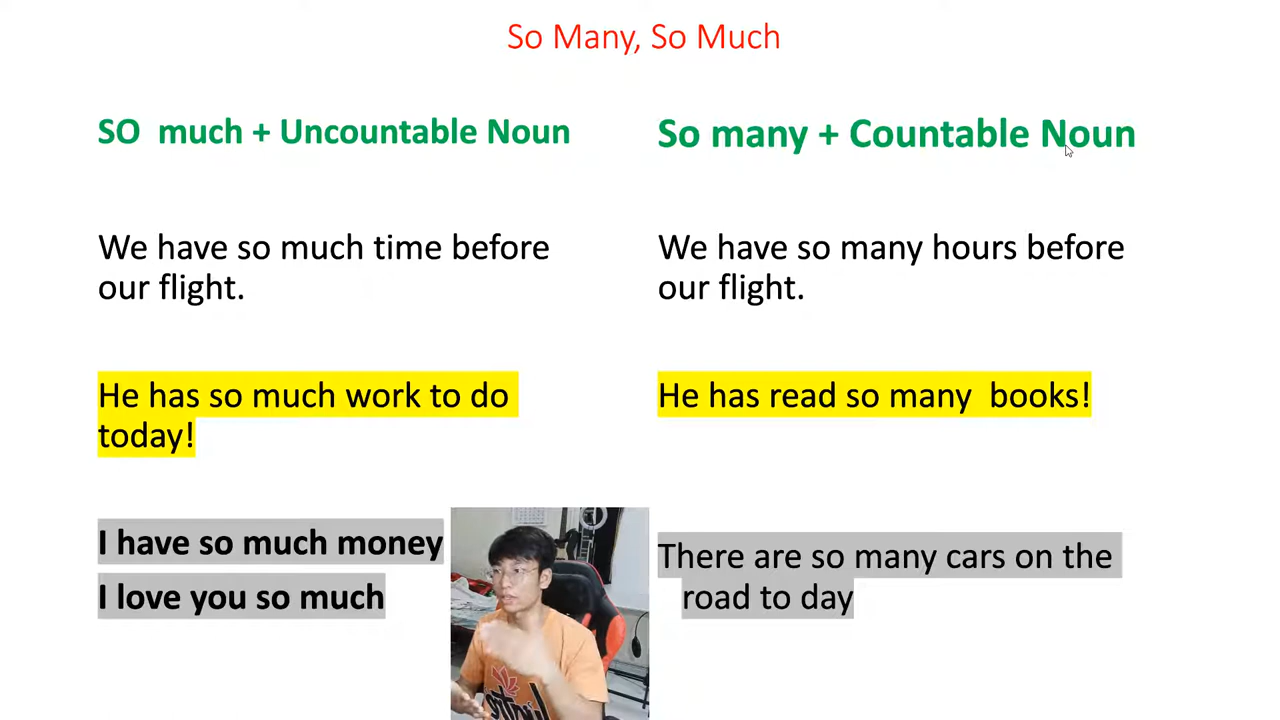 So Many, So Much
SO  much + Uncountable Noun
We have so much time before
our flight.
He has so much work to do
today!
I have so much money
I love you so much
So many + Countable Noun
We have so many hours before
our flight.
He has read so many  books!
There are so many cars on the
road to day